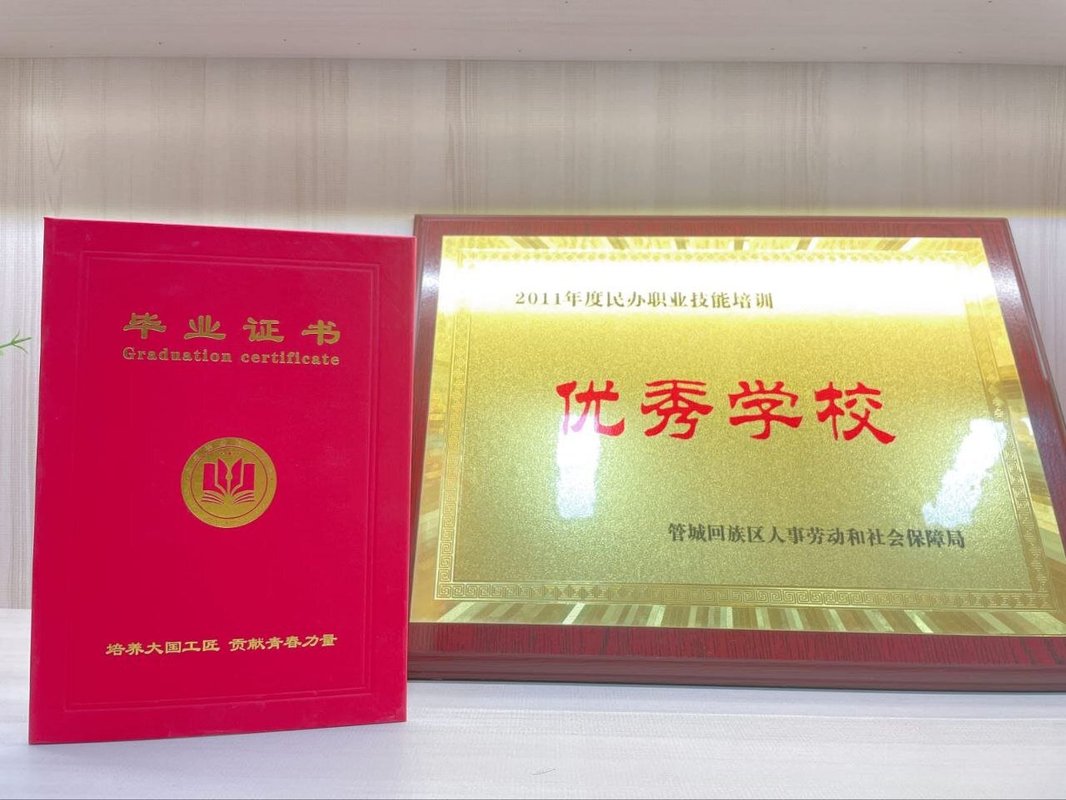 毕业证书
Graduation certificate
培养大国工匠 贡献青春力量
2011年度民办职业技能培训
优秀学校
管城回族区人事劳动和社会保障局